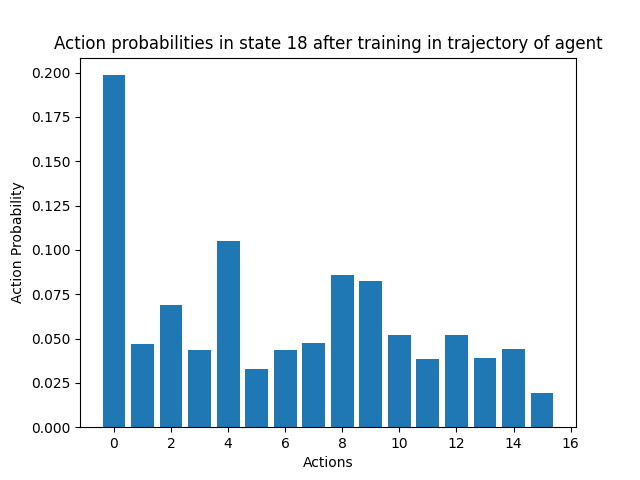 Action probabilities in state 18 after training in trajectory of agent
0.200
0.175
0.150
0.125
0.100
0.075
0.050
0.025
0.000
Action Probability
0 2 4 6 8 10 12 14 16
Actions